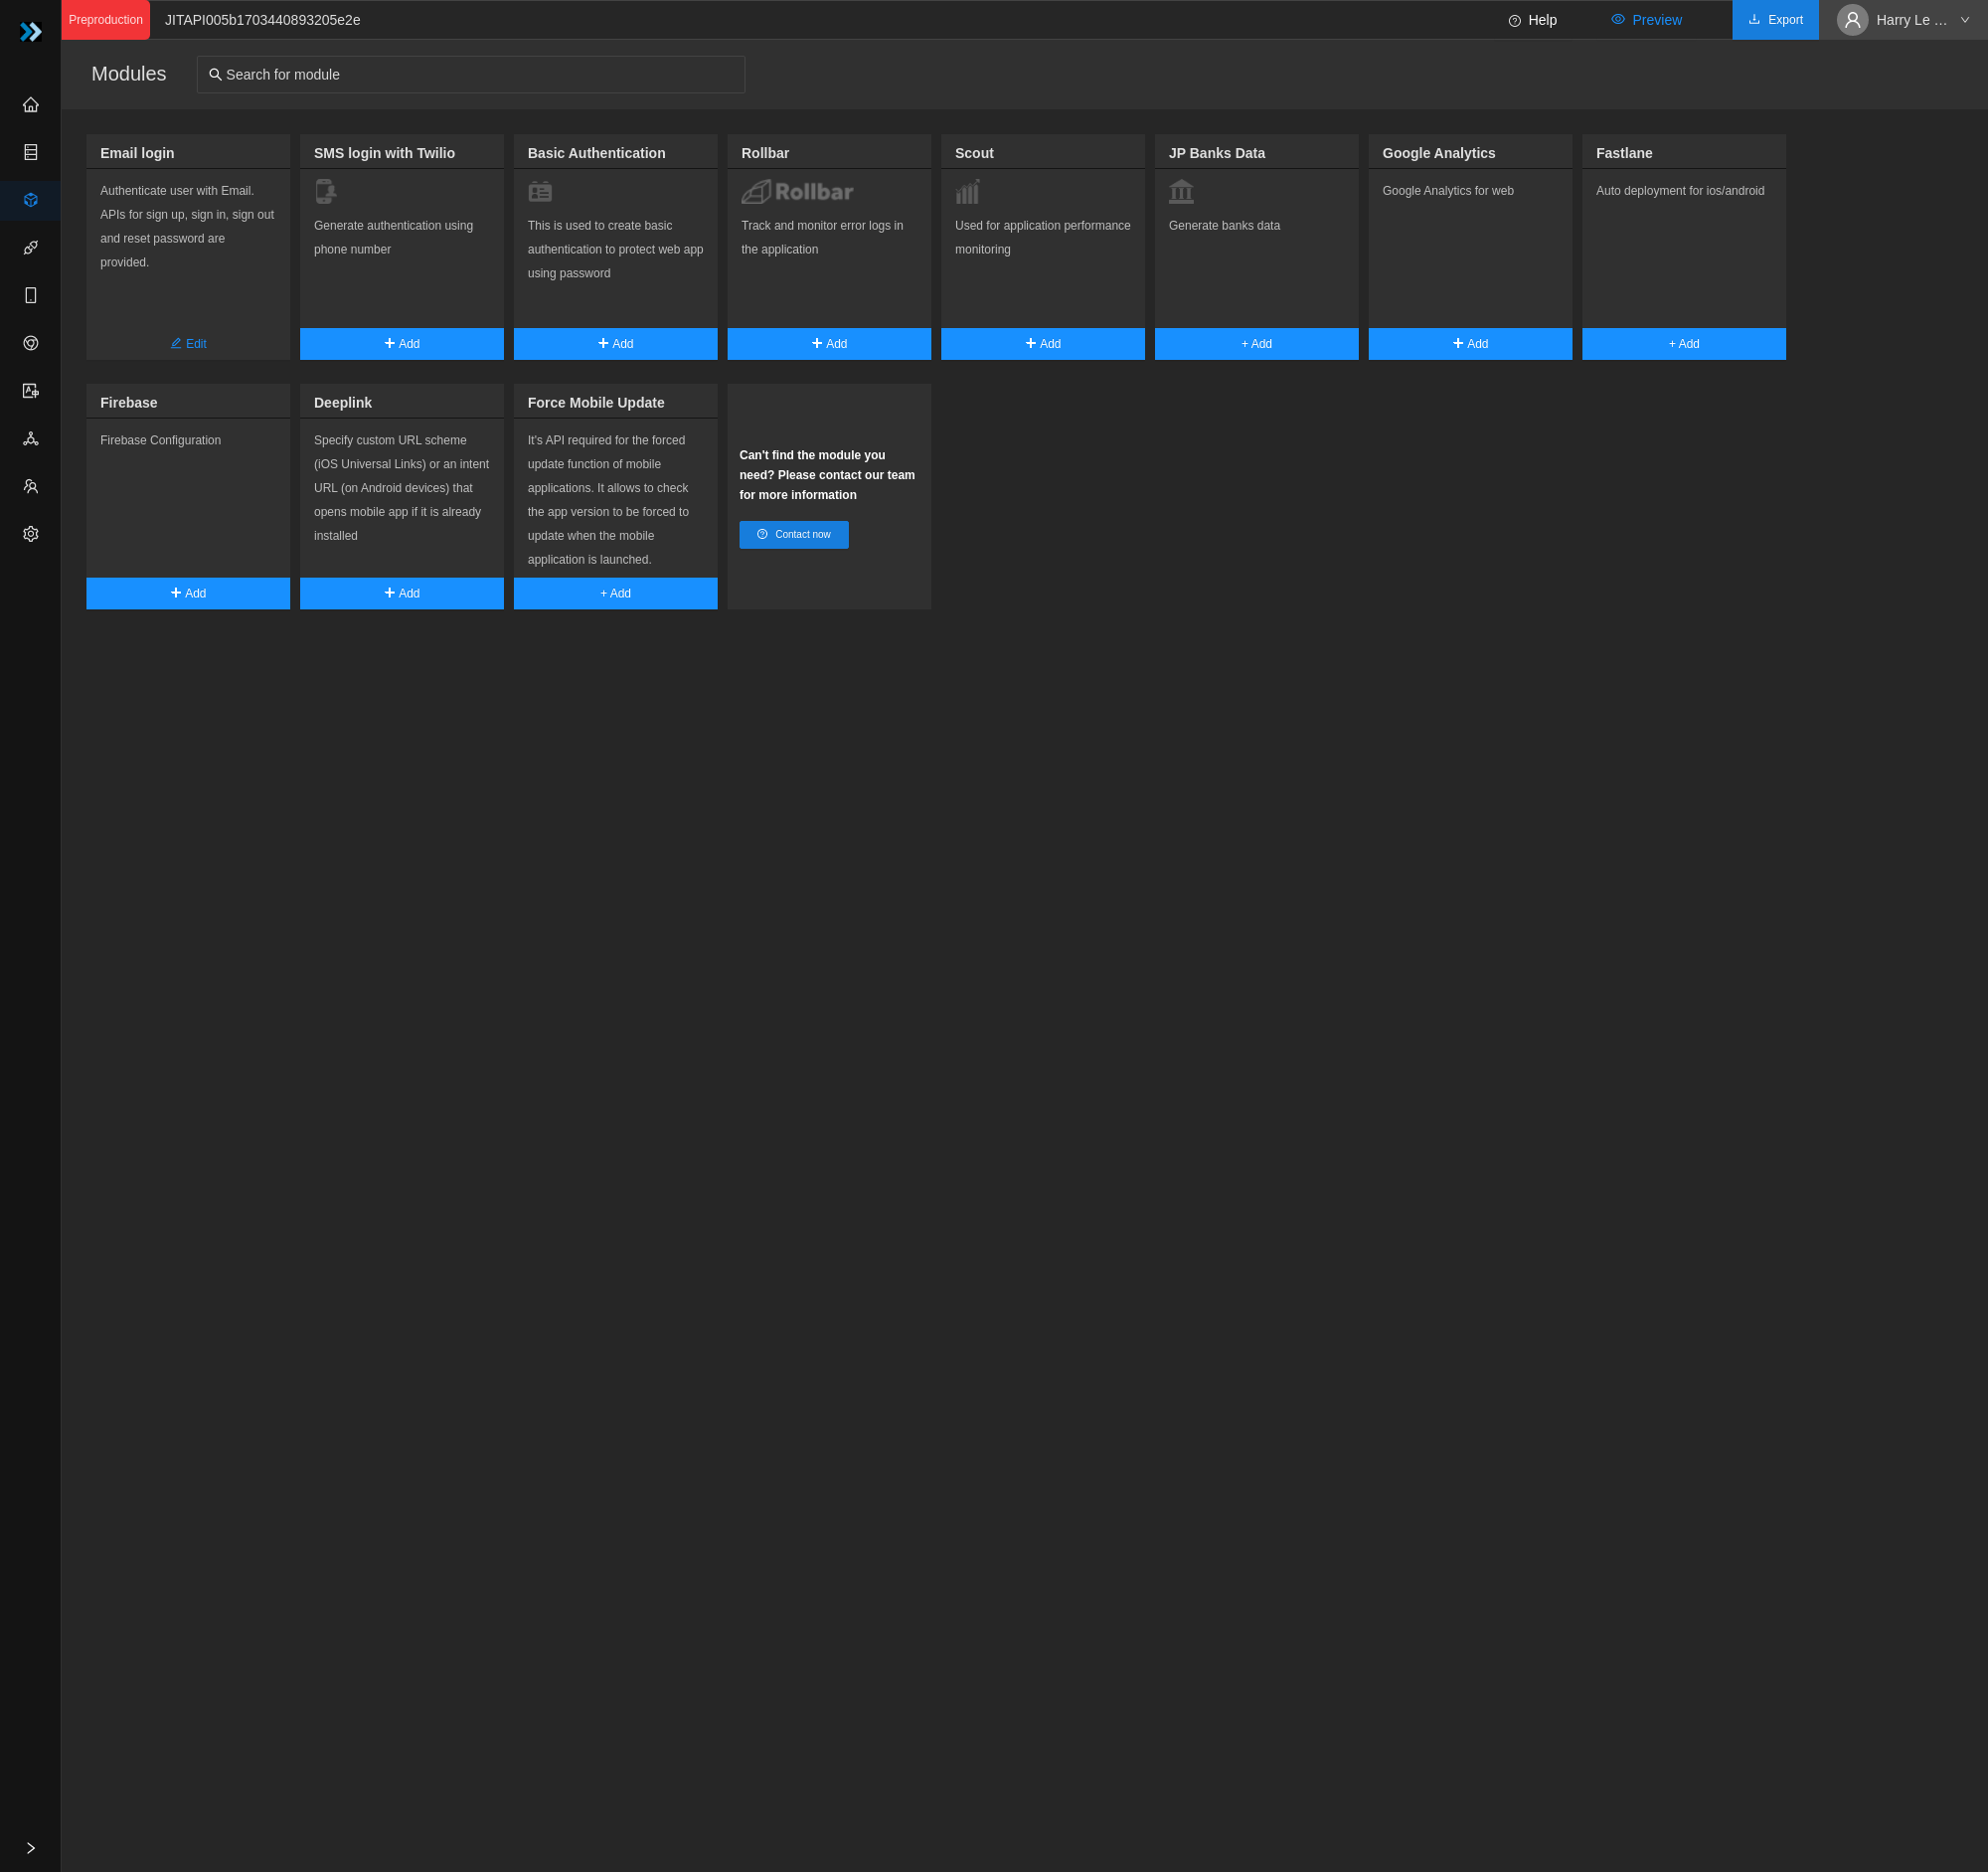 Preproduction
JITAPI005b1703440893205e2e
Help
Preview
Export
Harry Le ...
Modules
Search for module
Email login
Authenticate user with Email.
APIs for sign up, sign in, sign out
and reset password are
provided.
Edit
SMS login with Twilio
Generate authentication using
phone number
+ Add
Basic Authentication
This is used to create basic
authentication to protect web app
using password
+ Add
Rollbar
Rollbar
Track and monitor error logs in
the application
+ Add
Scout
Used for application performance
monitoring
+ Add
JP Banks Data
Generate banks data
+ Add
Google Analytics
Google Analytics for web
+ Add
Fastlane
Auto deployment for ios/android
+ Add
Firebase
Firebase Configuration
+ Add
Deeplink
Specify custom URL scheme
(iOS Universal Links) or an intent
URL (on Android devices) that
opens mobile app if it is already
installed
+ Add
Force Mobile Update
It's API required for the forced
update function of mobile
applications. It allows to check
the app version to be forced to
update when the mobile
application is launched.
+ Add
Can't find the module you
need? Please contact our team
for more information
Contact now